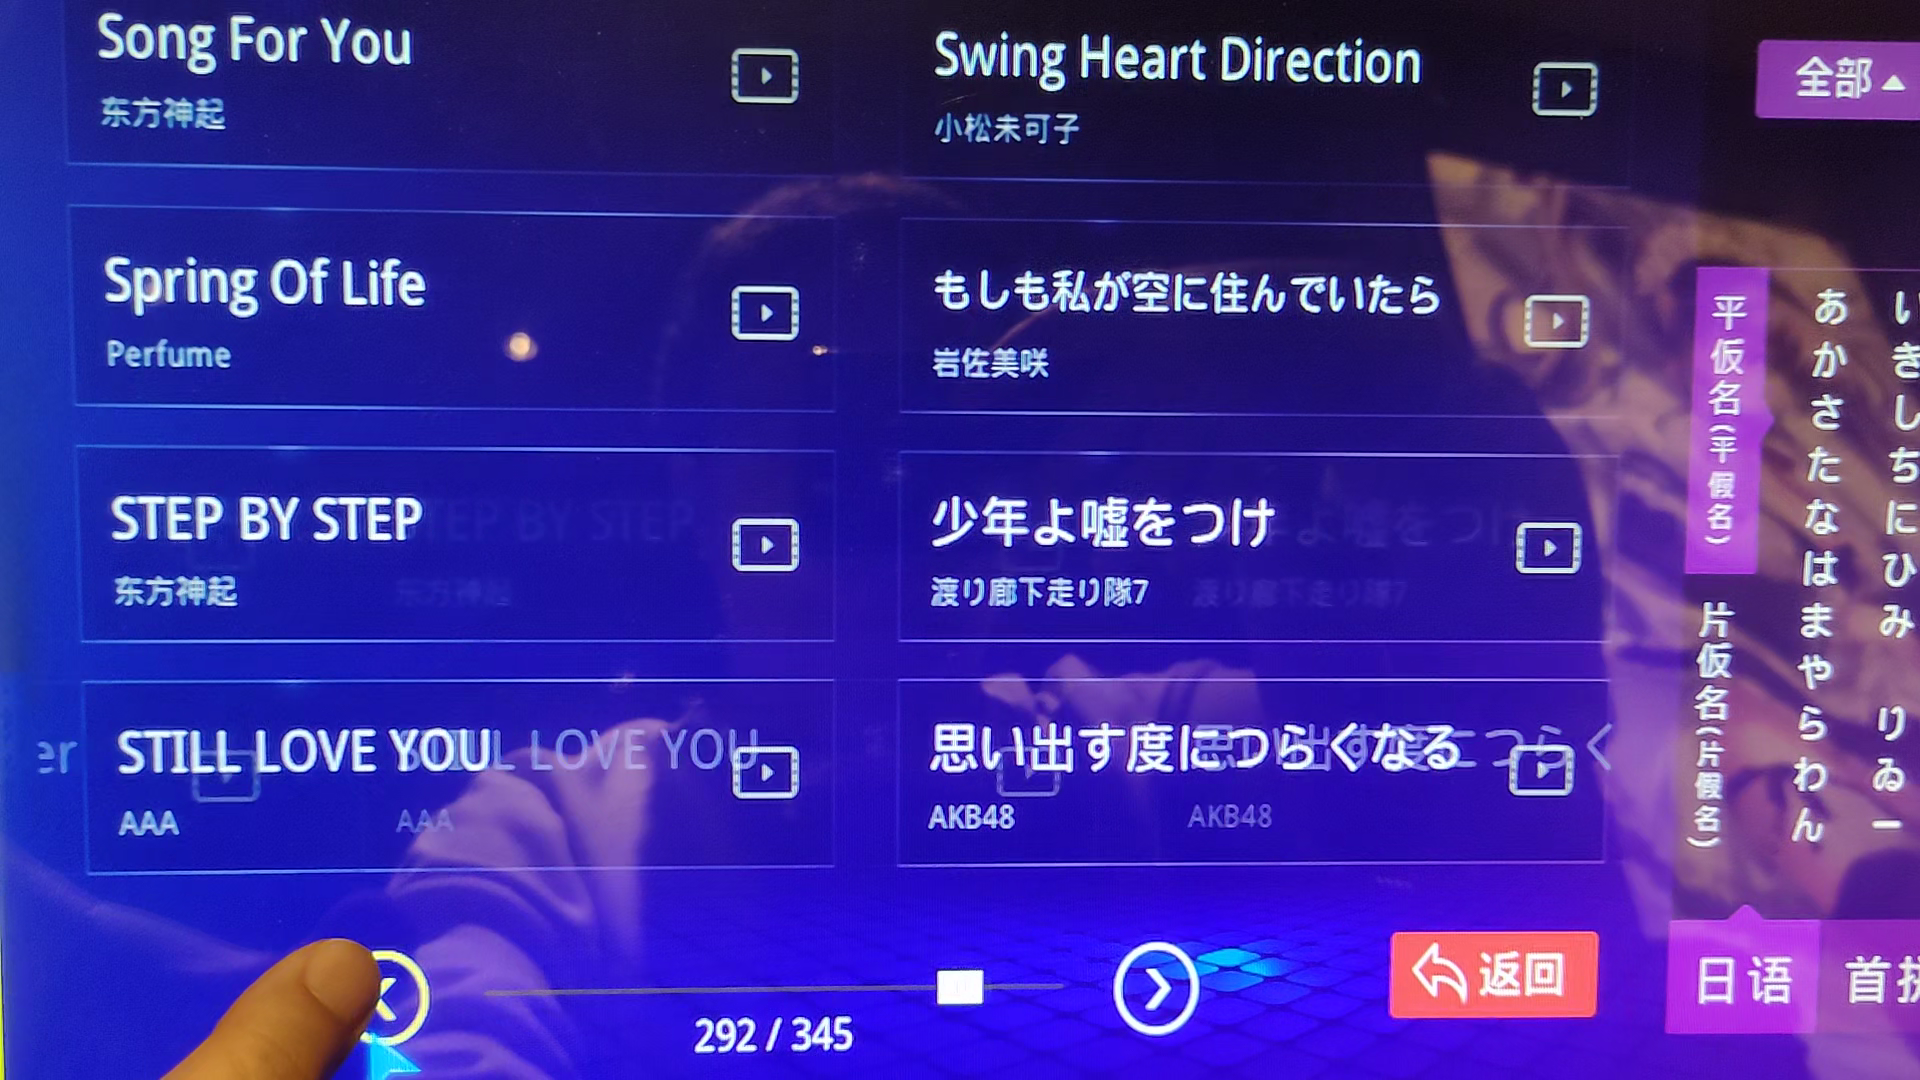 Song For You
东方神起
Swing Heart Direction
小松未可子
全部
Spring Of Life
Perfume
もしも私が空に住んでいたら
岩佐美咲
STEP BY STEP
东方神起
少年よ嘘をつけ
渡り廊下走り隊7
STILL LOVE YOU
AAA
思い出す度につらくなる
AKB48
292 / 345
返回
平仮名(平假名)
片仮名(片假名)
あかさたなはまやらわん
いきしちにひみ りゐー
日语
首